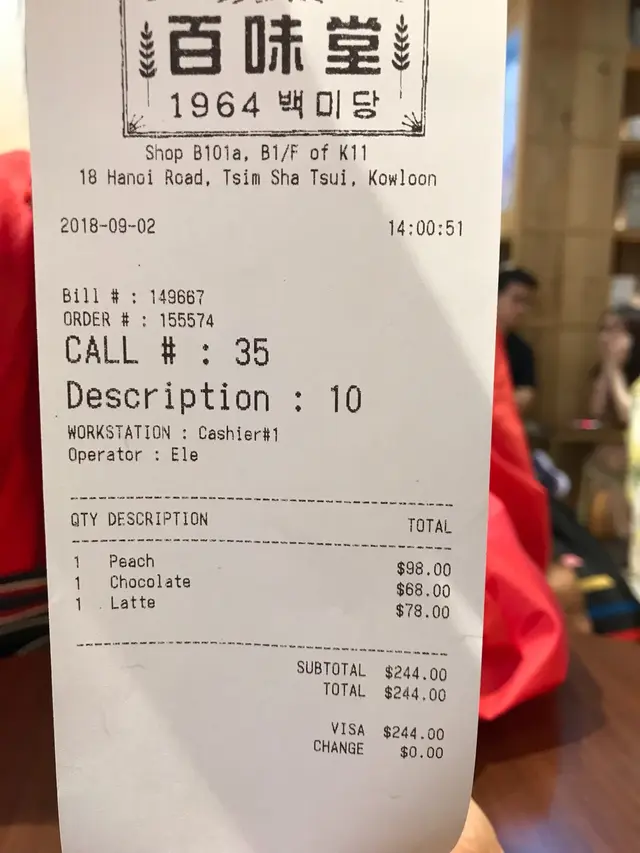 百味堂
1964 백미당
Shop B101a, B1/F of K11
18 Hanoi Road, Tsim Sha Tsui, Kowloon
2018-09-02 14:00:51
Bill # : 149667
ORDER # : 155574
CALL # : 35
Description : 10
WORKSTATION : Cashier#1
Operator : Ele
QTY DESCRIPTION TOTAL
1 Peach $98.00
1 Chocolate $68.00
1 Latte $78.00
SUBTOTAL $244.00
TOTAL $244.00
VISA $244.00
CHANGE $0.00